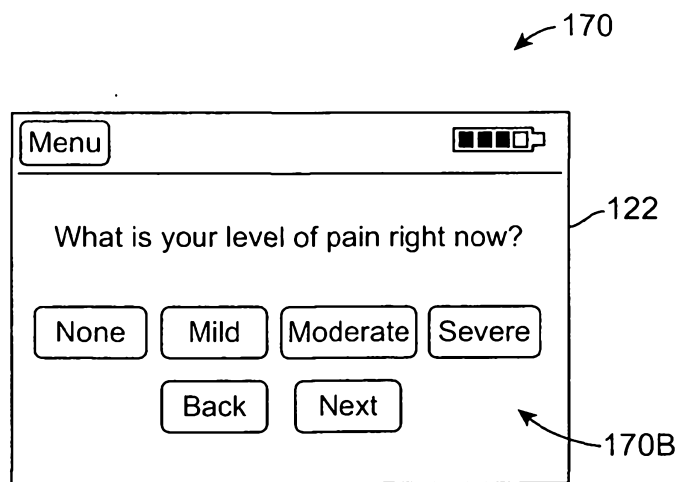 170
Menu
122
What is your level of pain right now?
None Mild Moderate Severe
Back Next
170B